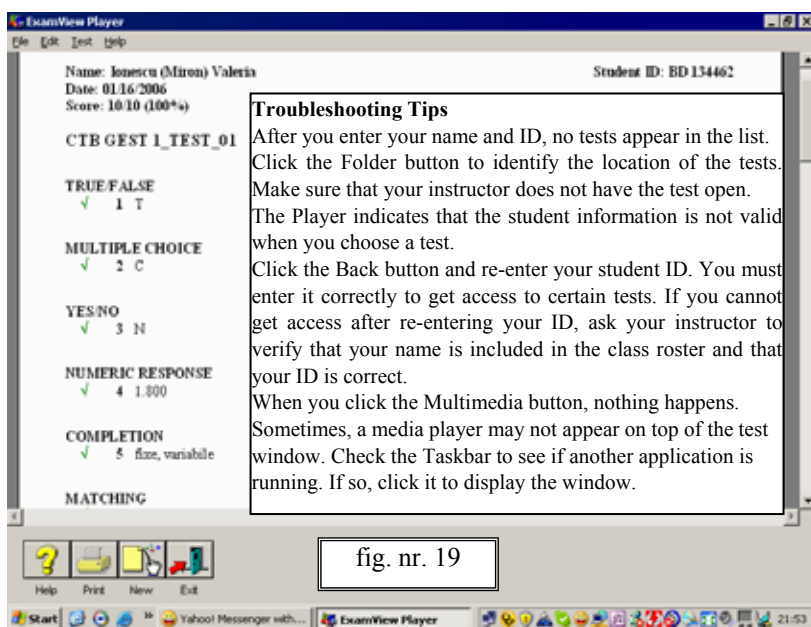 ExamView Player
File Edit Test Help
Name: Ionescu (Miron) Valeria Student ID: BD 134462
Date: 01/16/2006
Score: 10/10 (100%)
CTB GEST 1_TEST_01
TRUE/FALSE
√ 1 T
MULTIPLE CHOICE
√ 2 C
YES/NO
√ 3 N
NUMERIC RESPONSE
√ 4 1.800
COMPLETION
√ 5 fixe, variabile
MATCHING
Troubleshooting Tips
After you enter your name and ID, no tests appear in the list.
Click the Folder button to identify the location of the tests.
Make sure that your instructor does not have the test open.
The Player indicates that the student information is not valid
when you choose a test.
Click the Back button and re-enter your student ID. You must
enter it correctly to get access to certain tests. If you cannot
get access after re-entering your ID, ask your instructor to
verify that your name is included in the class roster and that
your ID is correct.
When you click the Multimedia button, nothing happens.
Sometimes, a media player may not appear on top of the test
window. Check the Taskbar to see if another application is
running. If so, click it to display the window.
fig. nr. 19
Help Print New Exit
Start Yahoo! Messenger with... ExamView Player 21:52